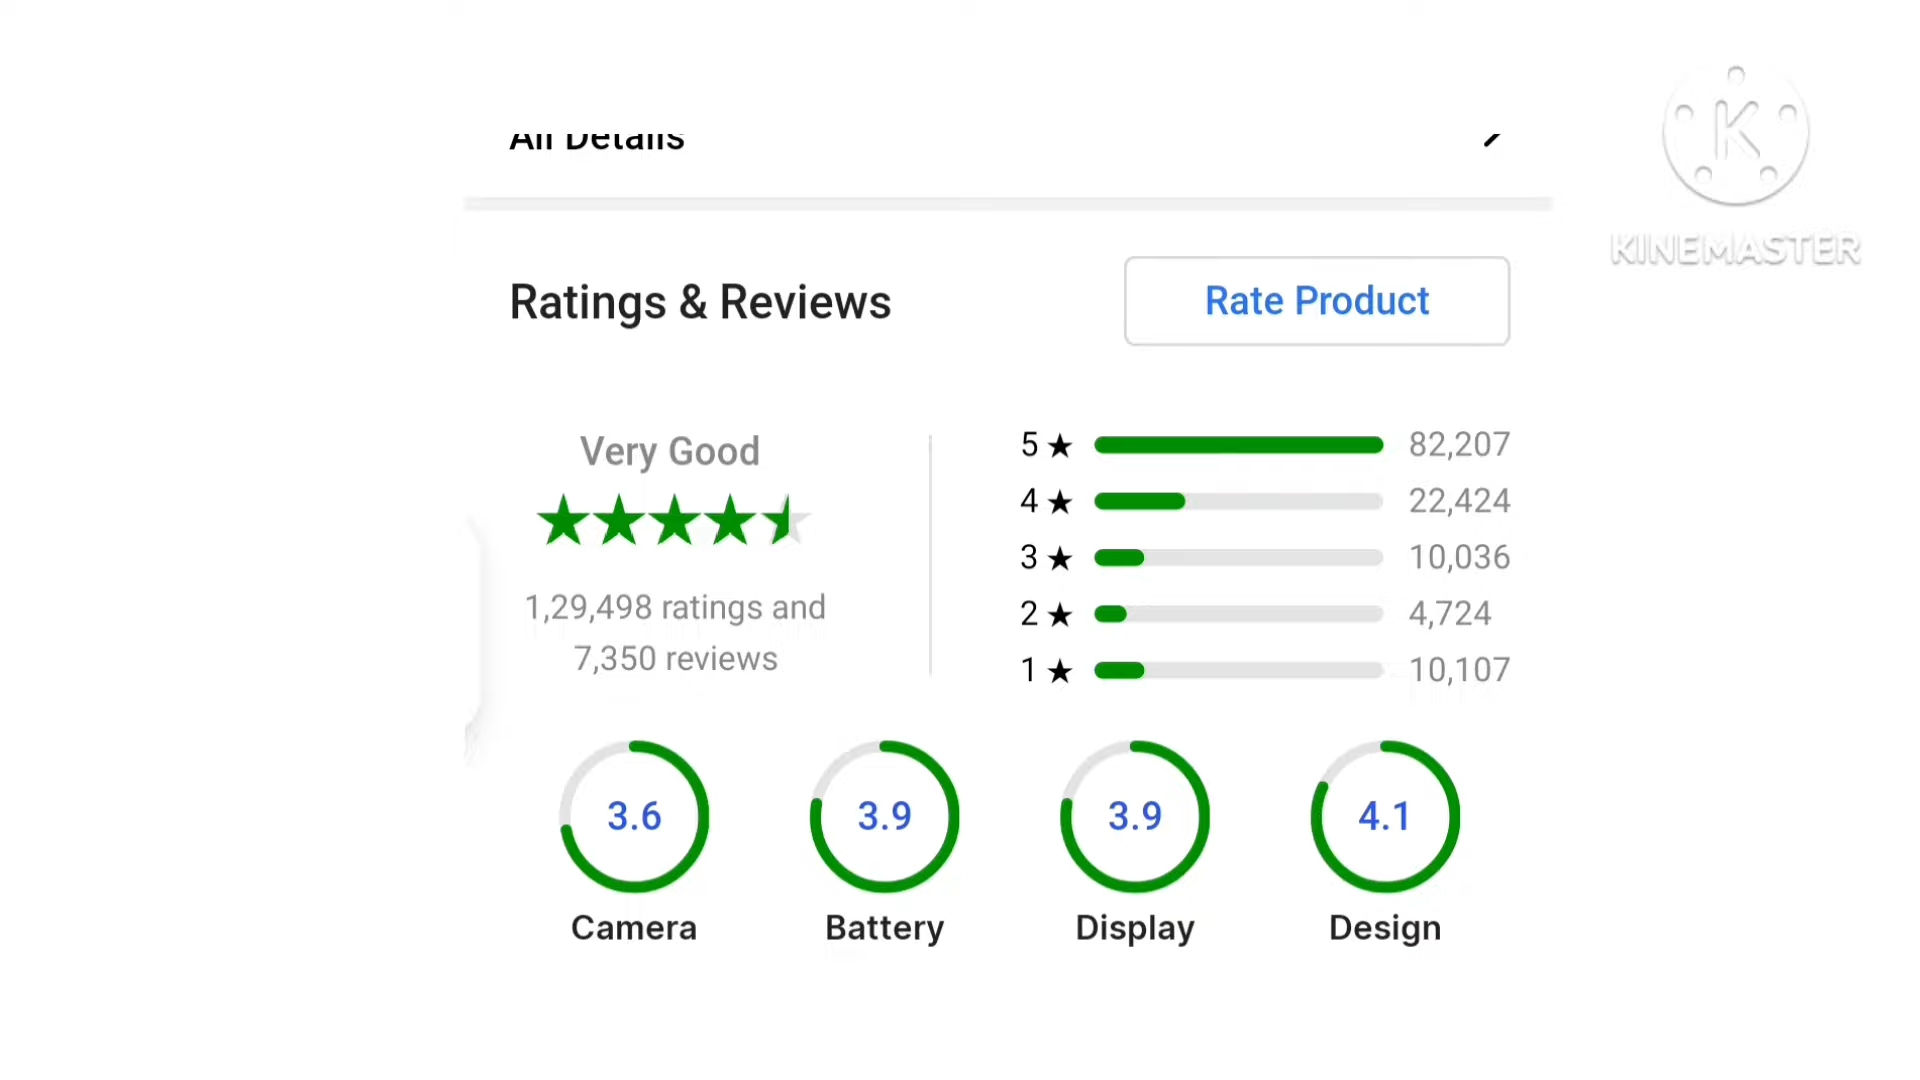 All Details
Ratings & Reviews
Rate Product
Very Good
1,29,498 ratings and
7,350 reviews
5★ 82,207
4★ 22,424
3★ 10,036
2★ 4,724
1★ 10,107
3.6 3.9 3.9 4.1
Camera Battery Display Design
K
KINEMASTER